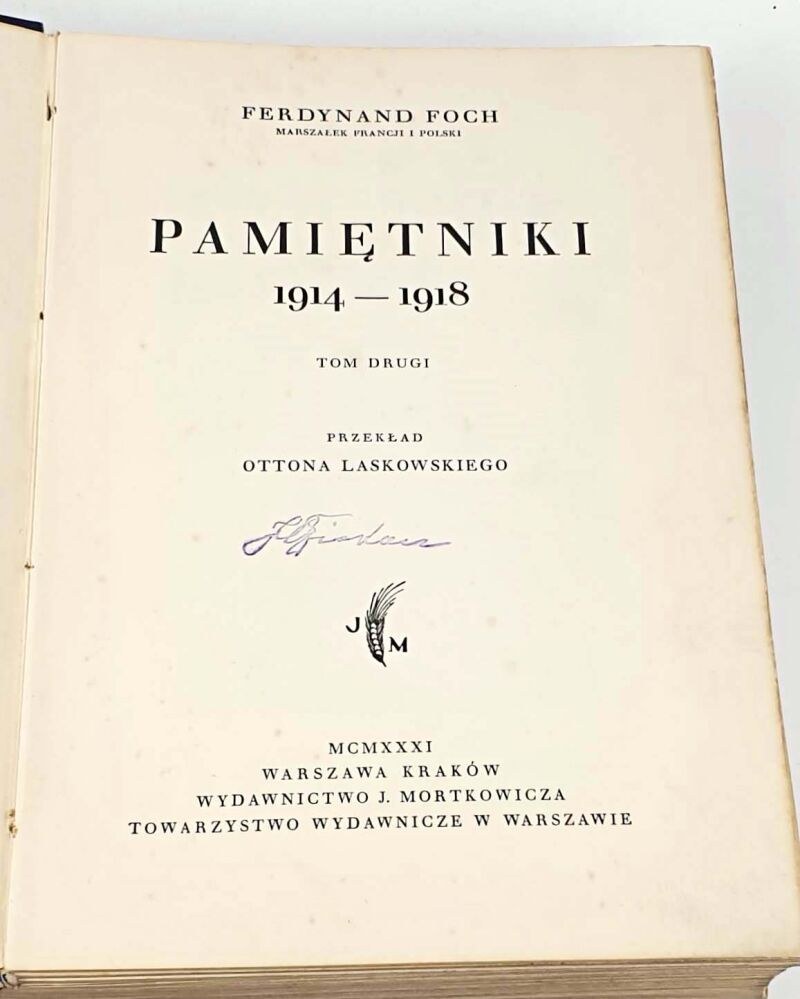 FERDYNAND FOCH
MARSZAŁEK FRANCJI I POLSKI
PAMIĘTNIKI
1914 — 1918
TOM DRUGI
PRZEKŁAD
OTTONA LASKOWSKIEGO
J M
MCMXXXI
WARSZAWA KRAKÓW
WYDAWNICTWO J. MORTKOWICZA
TOWARZYSTWO WYDAWNICZE W WARSZAWIE